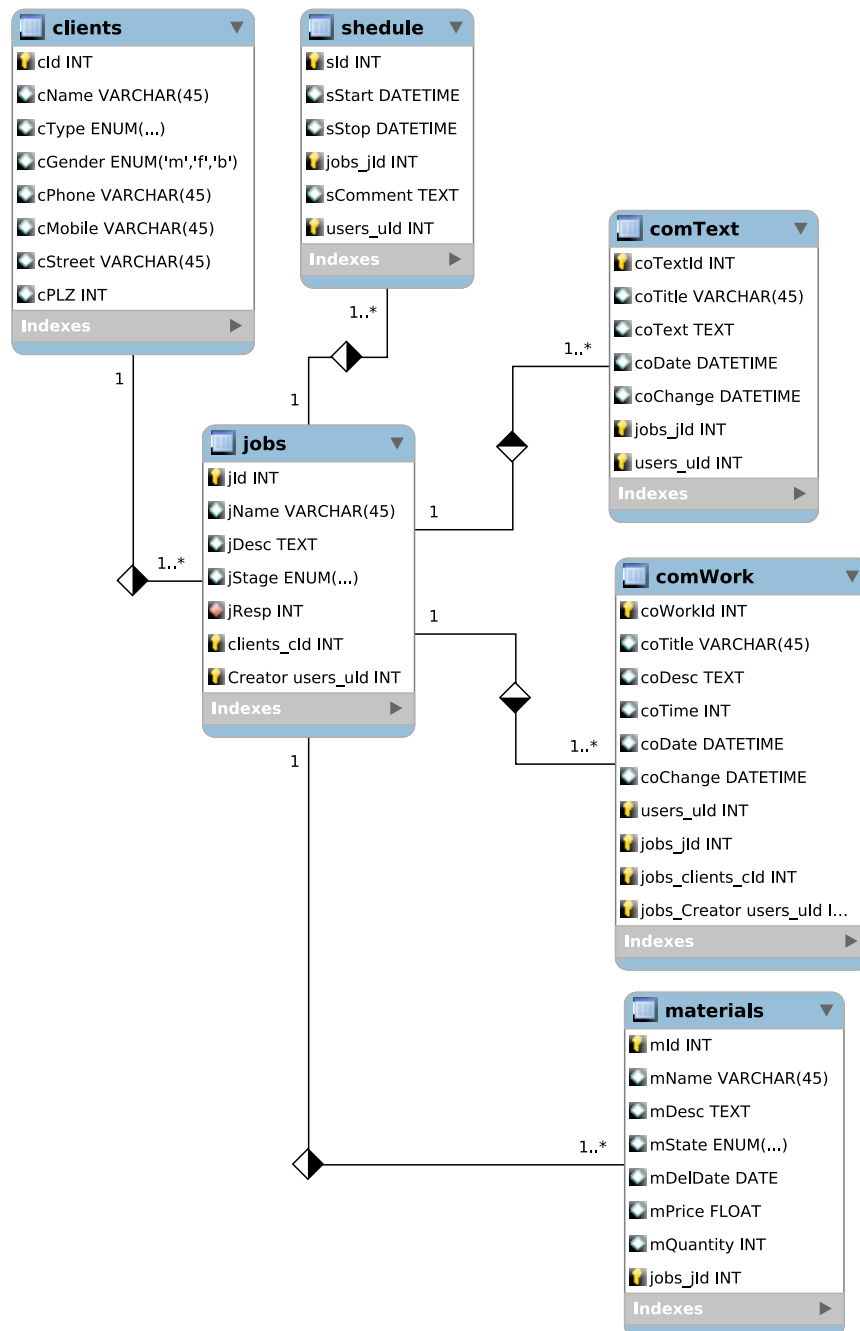 clients
cId INT
cName VARCHAR(45)
cType ENUM(...)
cGender ENUM('m','f','b')
cPhone VARCHAR(45)
cMobile VARCHAR(45)
cStreet VARCHAR(45)
cPLZ INT
Indexes
shedule
sId INT
sStart DATETIME
sStop DATETIME
jobs_jId INT
sComment TEXT
users_uId INT
Indexes
comText
coTextId INT
coTitle VARCHAR(45)
coText TEXT
coDate DATETIME
coChange DATETIME
jobs_jId INT
users_uId INT
Indexes
1..*
1
1
1..*
jobs
jId INT
jName VARCHAR(45)
jDesc TEXT
jStage ENUM(...)
jResp INT
clients_cId INT
Creator users_uId INT
Indexes
1..*
1
1
1..*
1
1..*
comWork
coWorkId INT
coTitle VARCHAR(45)
coDesc TEXT
coTime INT
coDate DATETIME
coChange DATETIME
users_uId INT
jobs_jId INT
jobs_clients_cId INT
jobs_Creator users_uId I...
Indexes
materials
mId INT
mName VARCHAR(45)
mDesc TEXT
mState ENUM(...)
mDelDate DATE
mPrice FLOAT
mQuantity INT
jobs_jId INT
Indexes